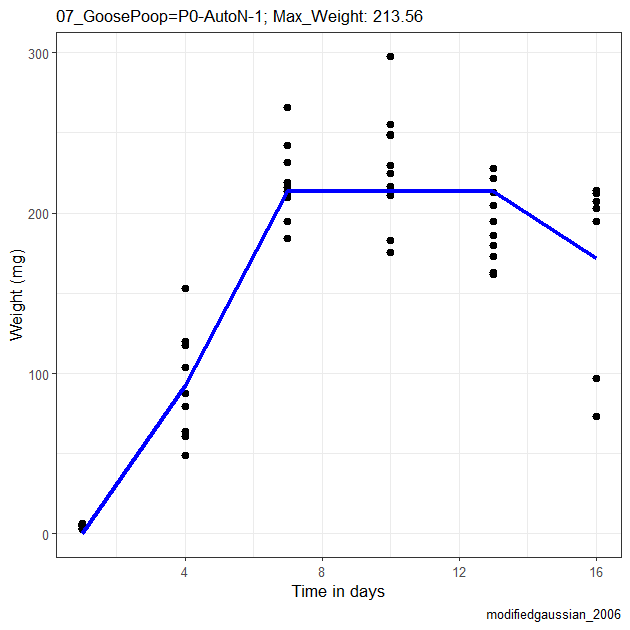 07_GoosePoop=P0-AutoN-1; Max_Weight: 213.56
300
200
100
0
Weight (mg)
4
8
12
16
Time in days
modifiedgaussian_2006